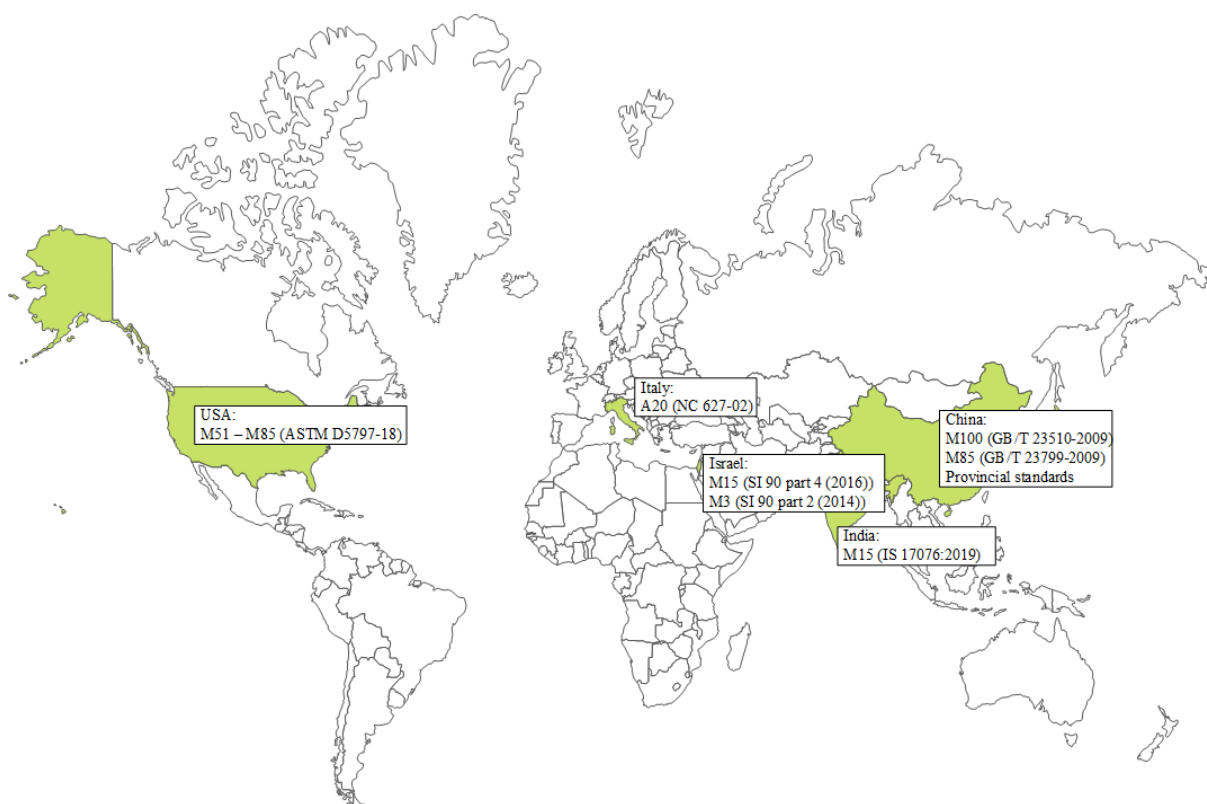 USA:
M51 – M85 (ASTM D5797-18)
Italy:
A20 (NC 627-02)
Israel:
M15 (SI 90 part 4 (2016))
M3 (SI 90 part 2 (2014))
China:
M100 (GB/T 23510-2009)
M85 (GB/T 23799-2009)
Provincial standards
India:
M15 (IS 17076:2019)